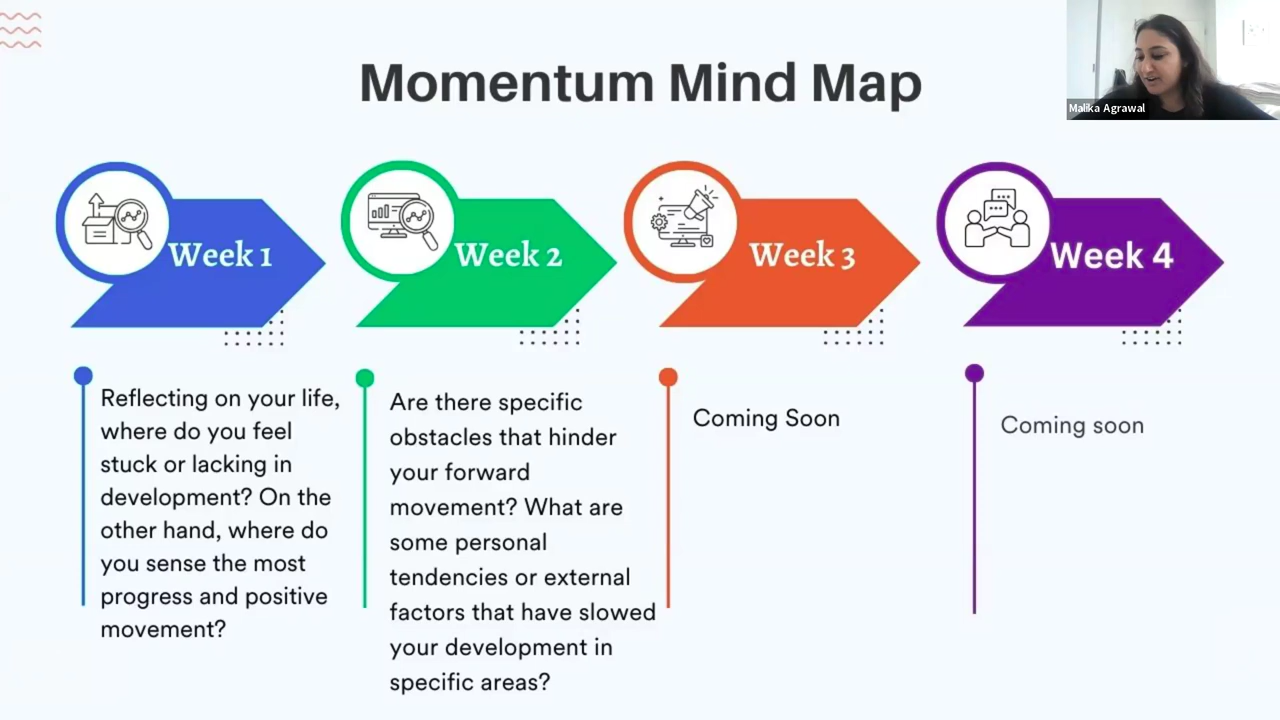 Momentum Mind Map
Malika Agrawal
Week 1
Week 2
Week 3
Week 4
Reflecting on your life,
where do you feel
stuck or lacking in
development? On the
other hand, where do
you sense the most
progress and positive
movement?
Are there specific
obstacles that hinder
your forward
movement? What are
some personal
tendencies or external
factors that have slowed
your development in
specific areas?
Coming Soon
Coming soon